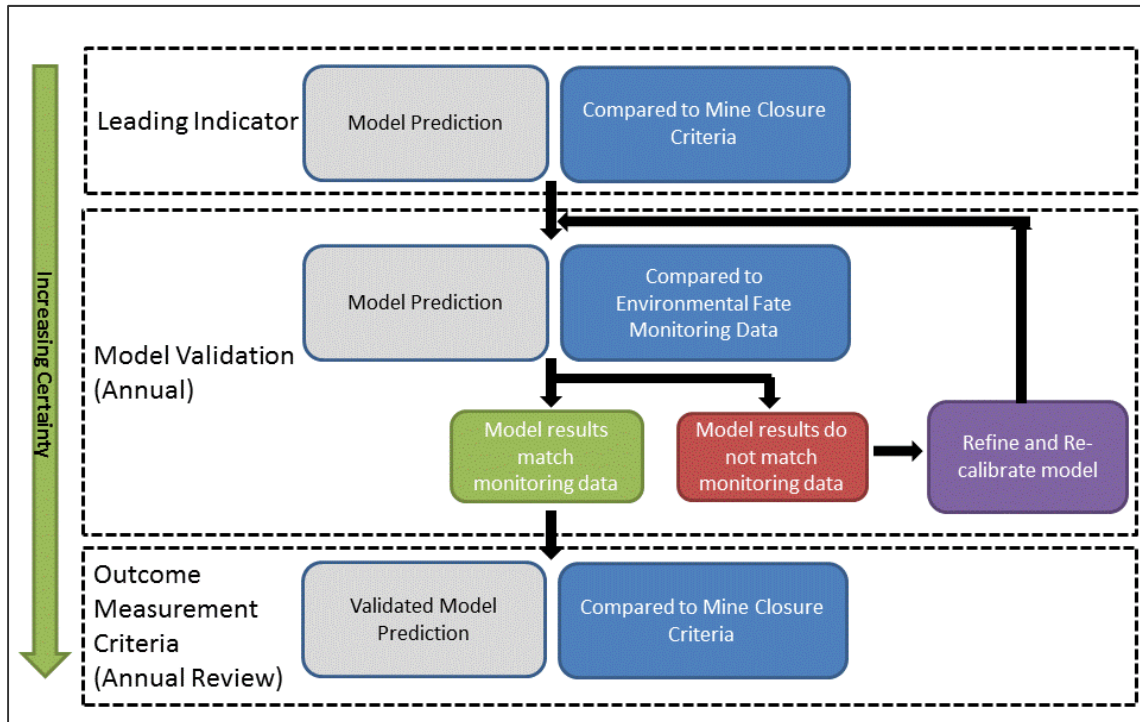 Leading Indicator
Model Prediction
Compared to Mine Closure
Criteria
Increasing Certainty
Model Validation
(Annual)
Model Prediction
Compared to
Environmental Fate
Monitoring Data
Model results
match
monitoring data
Model results do
not match
monitoring data
Refine and Re-
calibrate model
Outcome
Measurement
Criteria
(Annual Review)
Validated Model
Prediction
Compared to Mine Closure
Criteria